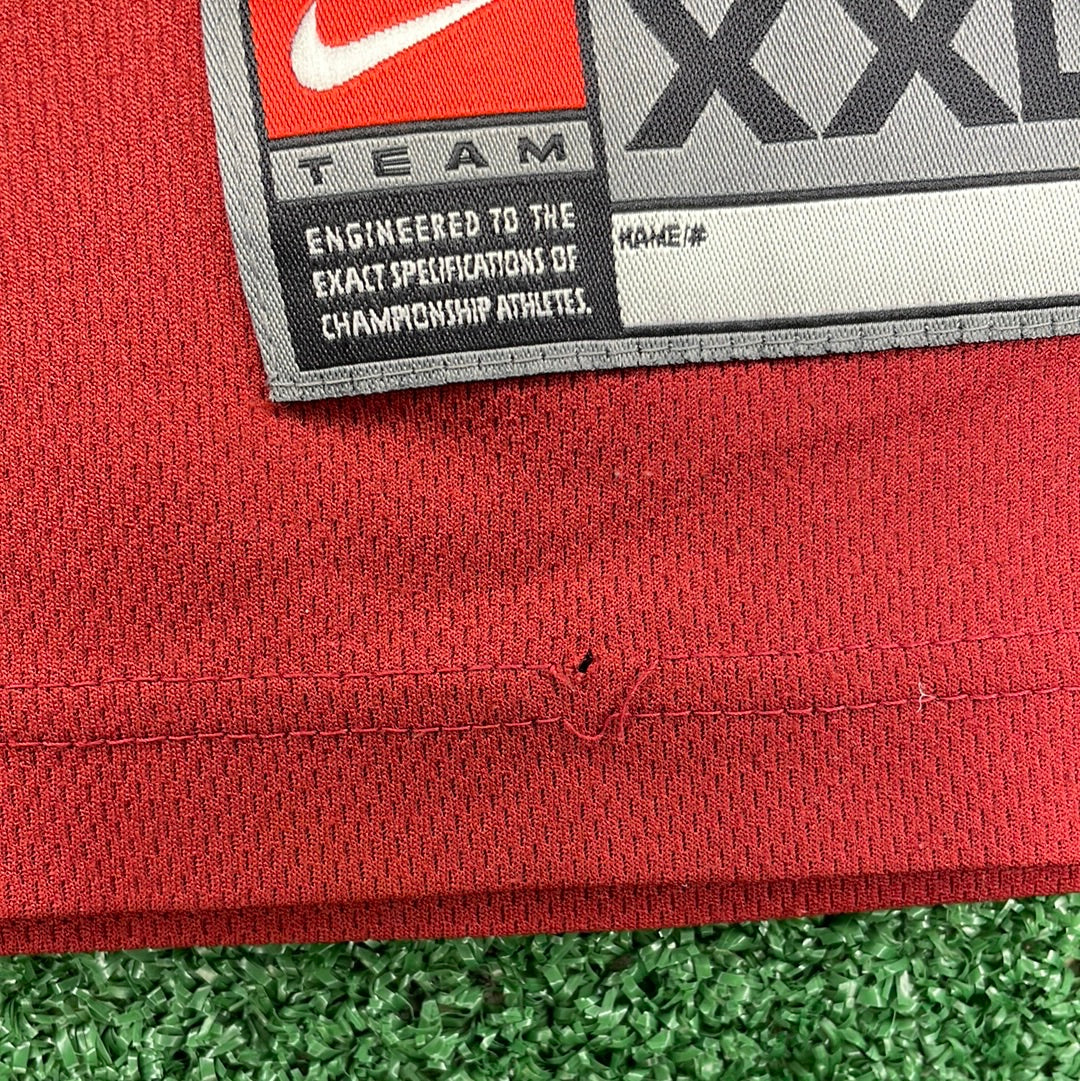 XXL
TEAM
ENGINEERED TO THE
EXACT SPECIFICATIONS OF
CHAMPIONSHIP ATHLETES.
NAME/#